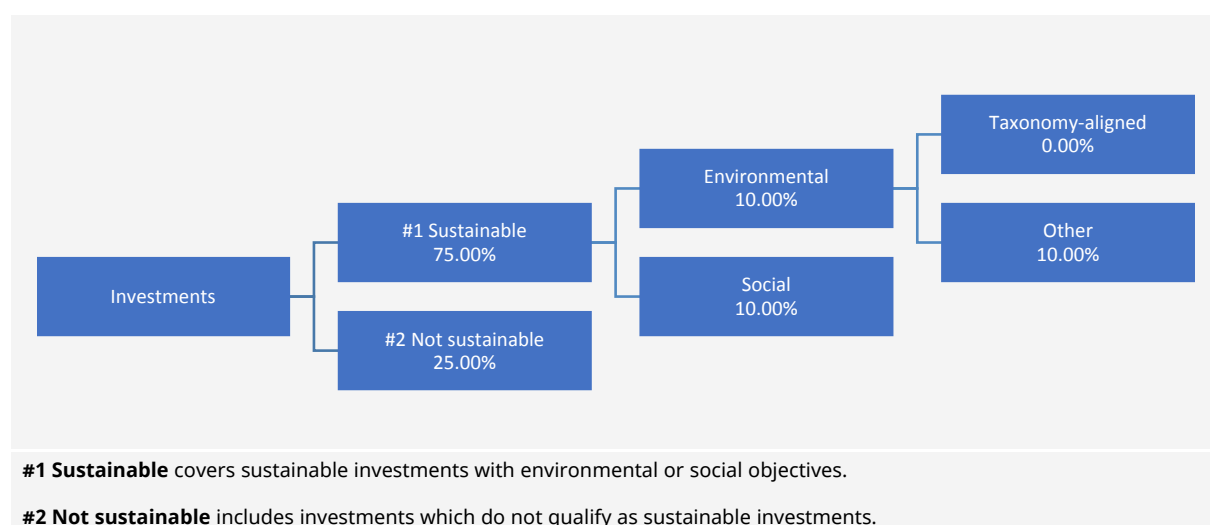 Taxonomy-aligned
0.00%
Environmental
10.00%
#1 Sustainable
75.00%
Other
10.00%
Investments
Social
10.00%
#2 Not sustainable
25.00%
#1 Sustainable covers sustainable investments with environmental or social objectives.
#2 Not sustainable includes investments which do not qualify as sustainable investments.